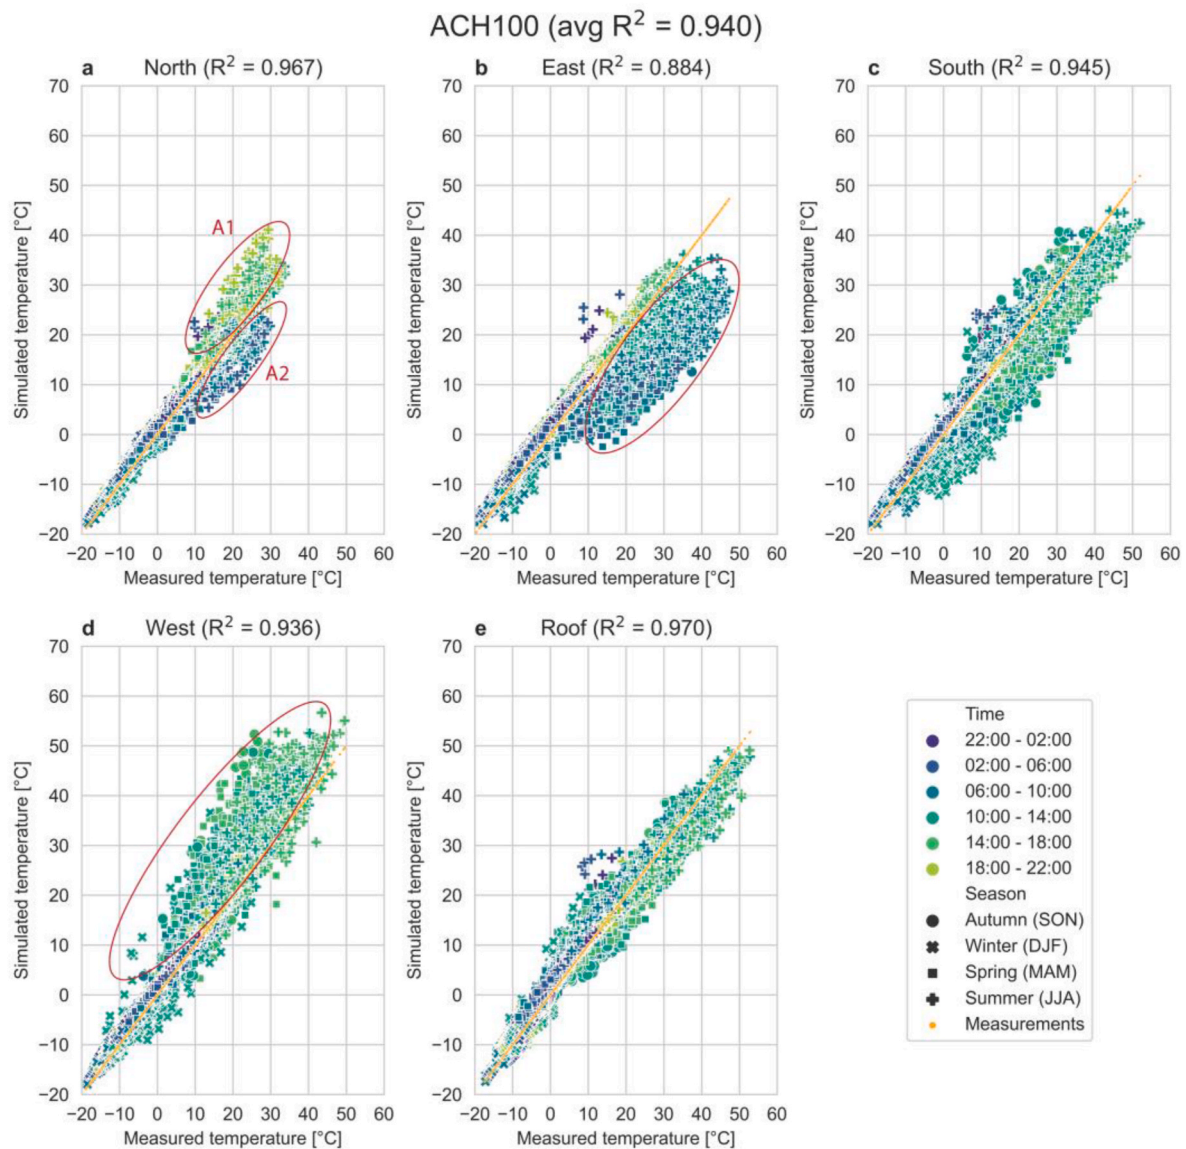 ACH100 (avg R² = 0.940)
a North (R² = 0.967)
70
60
50
40
30
20
10
0
−10
−20
Simulated temperature [°C]
A1
A2
−20 −10 0 10 20 30 40 50 60
Measured temperature [°C]
b East (R² = 0.884)
70
60
50
40
30
20
10
0
−10
−20
Simulated temperature [°C]
−20 −10 0 10 20 30 40 50 60
Measured temperature [°C]
c South (R² = 0.945)
70
60
50
40
30
20
10
0
−10
−20
Simulated temperature [°C]
−20 −10 0 10 20 30 40 50 60
Measured temperature [°C]
d West (R² = 0.936)
70
60
50
40
30
20
10
0
−10
−20
Simulated temperature [°C]
−20 −10 0 10 20 30 40 50 60
Measured temperature [°C]
e Roof (R² = 0.970)
70
60
50
40
30
20
10
0
−10
−20
Simulated temperature [°C]
−20 −10 0 10 20 30 40 50 60
Measured temperature [°C]
Time
22:00 - 02:00
02:00 - 06:00
06:00 - 10:00
10:00 - 14:00
14:00 - 18:00
18:00 - 22:00
Season
Autumn (SON)
Winter (DJF)
Spring (MAM)
Summer (JJA)
Measurements